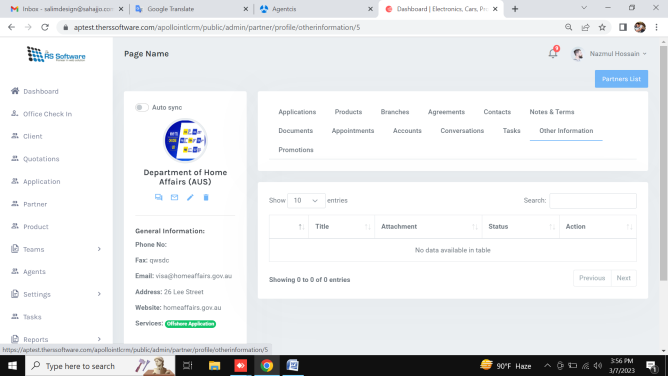 Inbox - salimdesign@sahajjo.com
Google Translate
Agentcis
Dashboard | Electronics, Cars, Pr
aptest.therssoftware.com/apollointlcrm/public/admin/partner/profile/otherinformation/5
RS Software
Page Name
8
Nazmul Hossain
Partners List
Dashboard
Office Check In
Client
Quotations
Application
Partner
Product
Teams
Agents
Settings
Tasks
Reports
Auto sync
Department of Home
Affairs (AUS)
General Information:
Phone No:
Fax: qwsdc
Email: visa@homeaffairs.gov.au
Address: 26 Lee Street
Website: homeaffairs.gov.au
Services: Offshore Application
Applications Products Branches Agreements Contacts Notes & Terms
Documents Appointments Accounts Conversations Tasks Other Information
Promotions
Show 10 entries
Search:
Title Attachment Status Action
No data available in table
Showing 0 to 0 of 0 entries
Previous Next
https://aptest.therssoftware.com/apollointlcrm/public/admin/partner/profile/otherinformation/5
Type here to search
90°F Haze
3:56 PM
3/7/2023